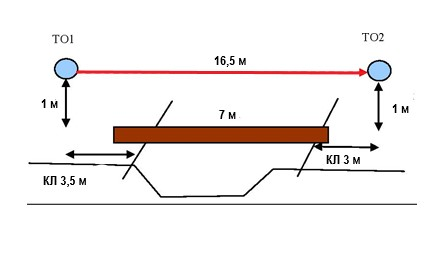 ТО1
ТО2
16,5 м
1 м
7 м
1 м
КЛ 3,5 м
КЛ 3 м